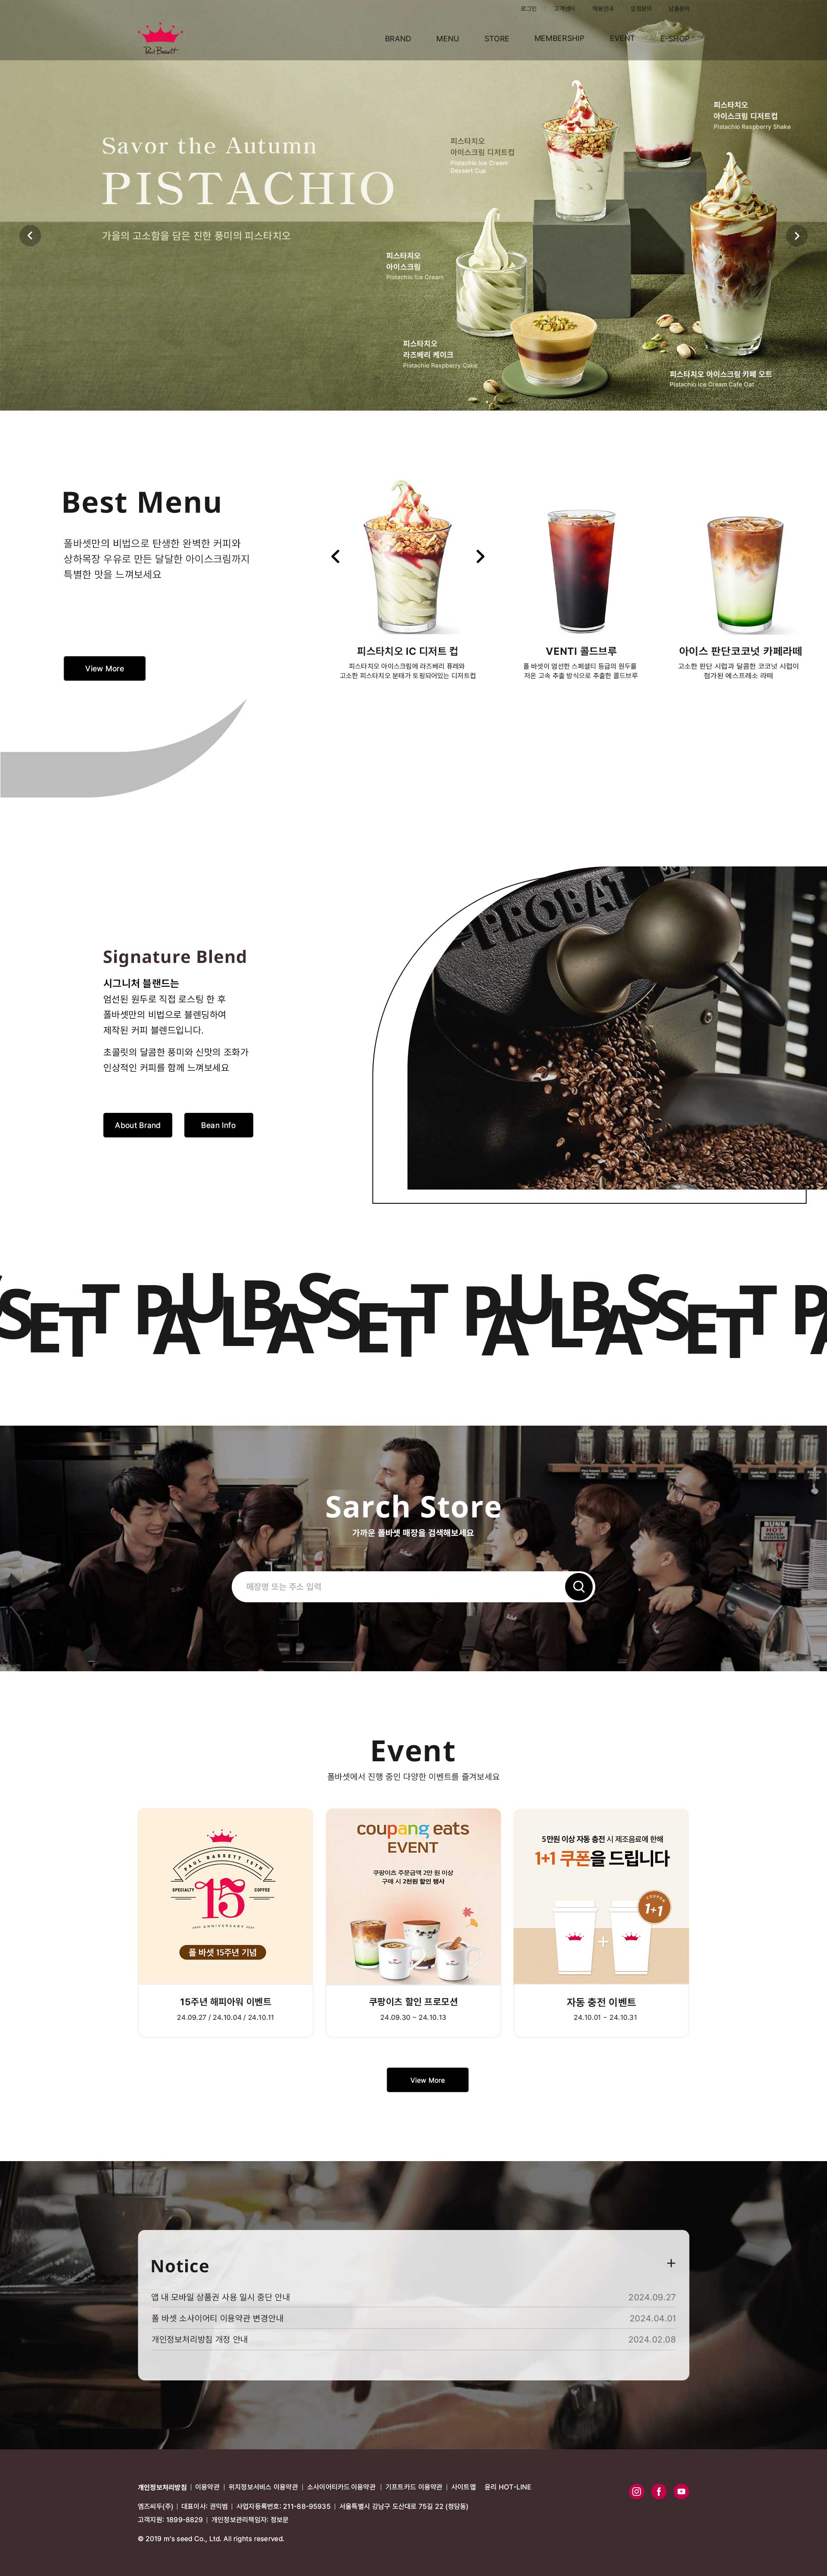 로그인
고객센터
채용안내
입점문의
납품문의
Paul Bassett
BRAND
MENU
STORE
MEMBERSHIP
EVENT
E-SHOP
Savor the Autumn
PISTACHIO
가을의 고소함을 담은 진한 풍미의 피스타치오
피스타치오
아이스크림 디저트컵
Pistachio Raspberry Shake
피스타치오
아이스크림 디저트컵
Pistachio Ice Cream
Dessert Cup
피스타치오
아이스크림
Pistachio Ice Cream
피스타치오
라즈베리 케이크
Pistachio Raspberry Cake
피스타치오 아이스크림 카페 오트
Pistachio Ice Cream Cafe Oat
Best Menu
폴바셋만의 비법으로 탄생한 완벽한 커피와
상하목장 우유로 만든 달달한 아이스크림까지
특별한 맛을 느껴보세요
View More
피스타치오 IC 디저트 컵
피스타치오 아이스크림에 라즈베리 퓨레와
고소한 피스타치오 분태가 토핑되어있는 디저트컵
VENTI 콜드브루
폴 바셋이 엄선한 스페셜티 등급의 원두를
저온 고속 추출 방식으로 추출한 콜드브루
아이스 판단코코넛 카페라떼
고소한 판단 시럽과 달콤한 코코넛 시럽이
첨가된 에스프레소 라떼
PROBAT
Signature Blend
시그니처 블랜드는
엄선된 원두로 직접 로스팅 한 후
폴바셋만의 비법으로 블렌딩하여
제작된 커피 블렌드입니다.
초콜릿의 달콤한 풍미와 신맛의 조화가
인상적인 커피를 함께 느껴보세요
About Brand
Bean Info
SSETT PAULBASSETT PAULBASSETT PA
BUNN
HOT
WATER
SYSTEM
Sarch Store
가까운 폴바셋 매장을 검색해보세요
매장명 또는 주소 입력
Event
폴바셋에서 진행 중인 다양한 이벤트를 즐겨보세요
PAUL BASSETT 15TH
SPECIALTY
COFFEE
15
ANNIVERSARY
폴 바셋 15주년 기념
15주년 해피아워 이벤트
24.09.27 / 24.10.04 / 24.10.11
coupang eats
EVENT
쿠팡이츠 주문금액 2만 원 이상
구매 시 2천원 할인 행사
쿠팡이츠 할인 프로모션
24.09.30 ~ 24.10.13
5만원 이상 자동 충전 시 제조음료에 한해
1+1 쿠폰을 드립니다
COUPON
1+1
+
자동 충전 이벤트
24.10.01 ~ 24.10.31
View More
Notice
+
앱 내 모바일 상품권 사용 일시 중단 안내
2024.09.27
폴 바셋 소사이어티 이용약관 변경안내
2024.04.01
개인정보처리방침 개정 안내
2024.02.08
개인정보처리방침 | 이용약관 | 위치정보서비스 이용약관 | 소사이어티카드 이용약관 | 기프트카드 이용약관 | 사이트맵 윤리 HOT-LINE
엠즈씨두(주) | 대표이사: 권익범 | 사업자등록번호: 211-88-95935 | 서울특별시 강남구 도산대로 75길 22 (청담동)
고객지원: 1899-8829 | 개인정보관리책임자: 정보문
© 2019 m's seed Co., Ltd. All rights reserved.